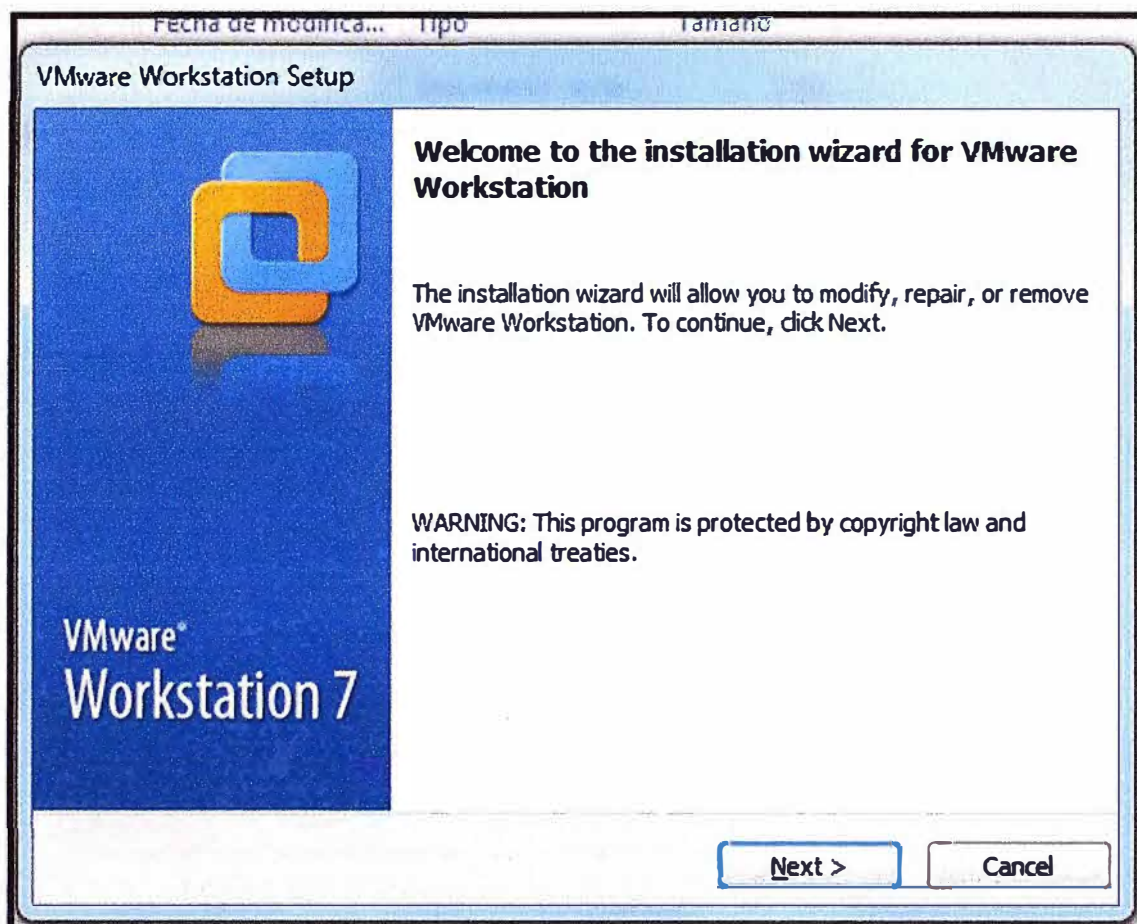 Fecha de modifica... Tipo Tamaño
VMware Workstation Setup
Welcome to the installation wizard for VMware
Workstation
The installation wizard will allow you to modify, repair, or remove
VMware Workstation. To continue, click Next.
WARNING: This program is protected by copyright law and
international treaties.
VMware®
Workstation 7
Next > Cancel